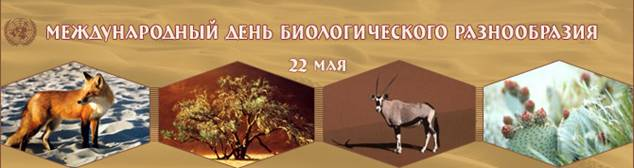 МЕЖДУНАРОДНЫЙ ДЕНЬ БИОЛОГИЧЕСКОГО РАЗНООБРАЗИЯ
22 МАЯ